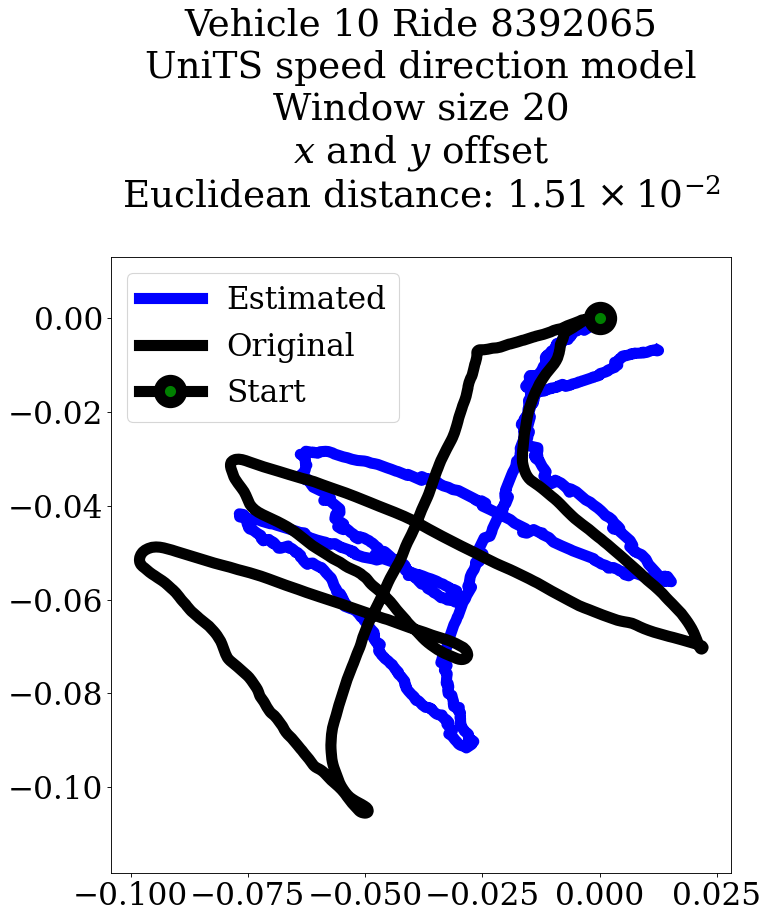 Vehicle 10 Ride 8392065
UniTS speed direction model
Window size 20
x and y offset
Euclidean distance: 1.51 × 10⁻²
Estimated
Original
Start
0.00
−0.02
−0.04
−0.06
−0.08
−0.10
−0.100 −0.075 −0.050 −0.025 0.000 0.025